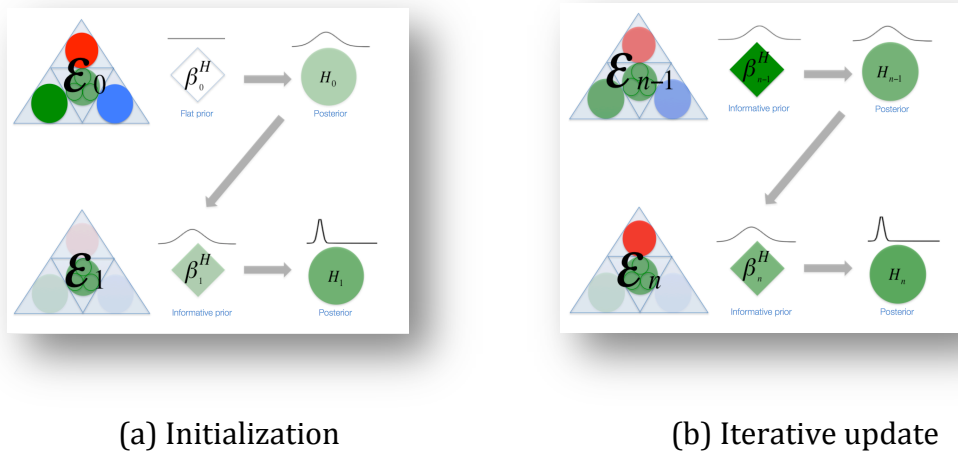 ε₀ β₀ᴴ H₀
Flat prior Posterior
ε₁ β₁ᴴ H₁
Informative prior Posterior
(a) Initialization
εₙ₋₁ βₙ₋₁ᴴ Hₙ₋₁
Informative prior Posterior
εₙ βₙᴴ Hₙ
Informative prior Posterior
(b) Iterative update